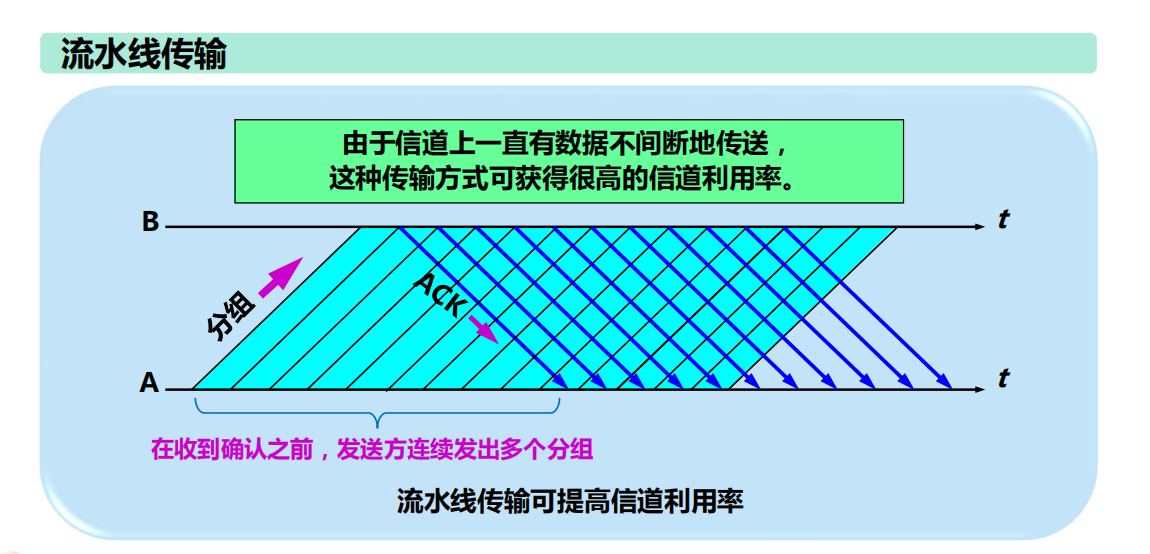 流水线传输
由于信道上一直有数据不间断地传送，
这种传输方式可获得很高的信道利用率。
B
t
分组
ACK
A
t
在收到确认之前，发送方连续发出多个分组
流水线传输可提高信道利用率